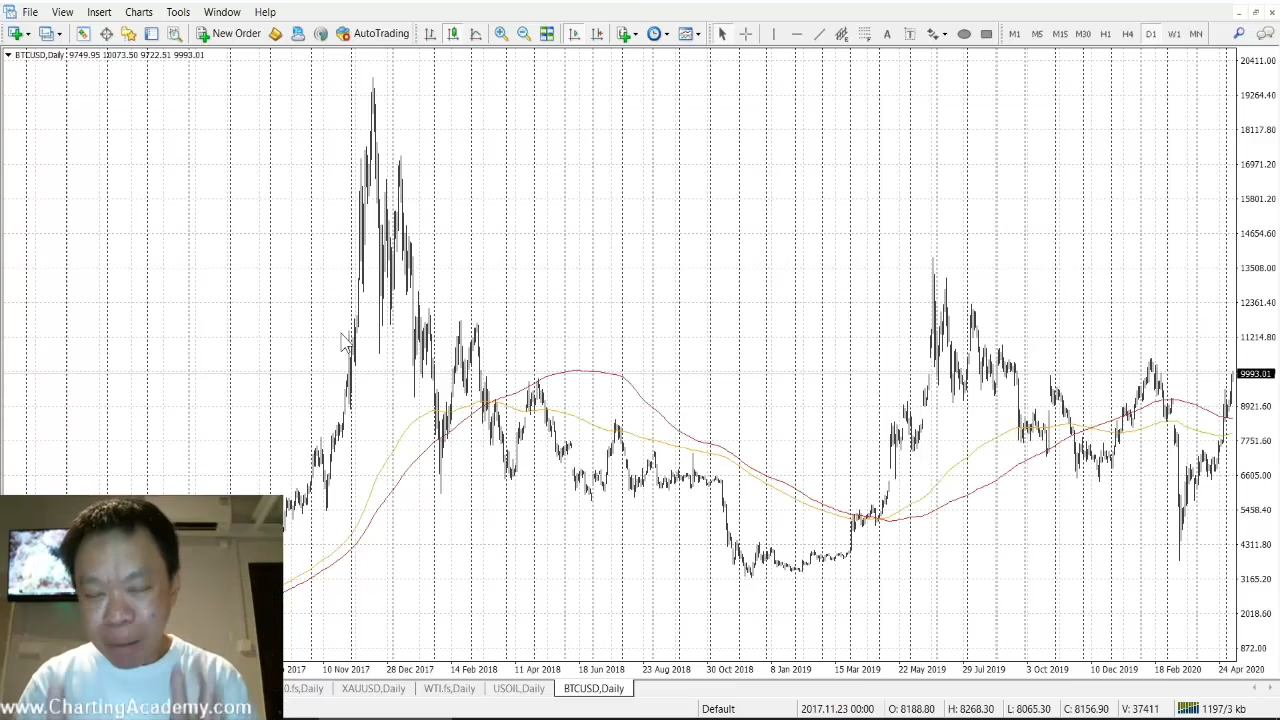 File View Insert Charts Tools Window Help
New Order AutoTrading A T M1 M5 M15 M30 H1 H4 D1 W1 MN
BTCUSD,Daily 9749.95 10073.50 9722.51 9993.01
20411.00
19264.40
18117.80
16971.20
15801.20
14654.60
13508.00
12361.40
11214.80
9993.01
8921.60
7751.60
6605.00
5458.40
4311.80
3165.20
2018.60
872.00
2017 10 Nov 2017 28 Dec 2017 14 Feb 2018 11 Apr 2018 18 Jun 2018 23 Aug 2018 30 Oct 2018 8 Jan 2019 15 Mar 2019 22 May 2019 29 Jul 2019 3 Oct 2019 10 Dec 2019 18 Feb 2020 24 Apr 2020
0.fs,Daily XAUUSD,Daily WTI.fs,Daily USOIL,Daily BTCUSD,Daily
www.ChartingAcademy.com
Default 2017.11.23 00:00 O: 8188.80 H: 8268.30 L: 8065.30 C: 8156.90 V: 37411 1197/3 kb